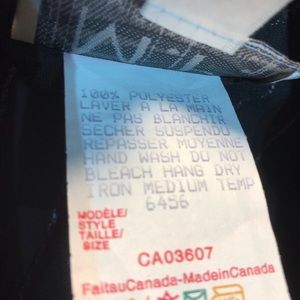 100% POLYESTER
LAVER A LA MAIN
NE PAS BLANCHIR
SECHER SUSPENDU
REPASSER MOYENNE
HAND WASH DO NOT
BLEACH HANG DRY
IRON MEDIUM TEMP
6456
MODÈLE/
STYLE
TAILLE/
SIZE
CA03607
FaitauCanada-MadeinCanada